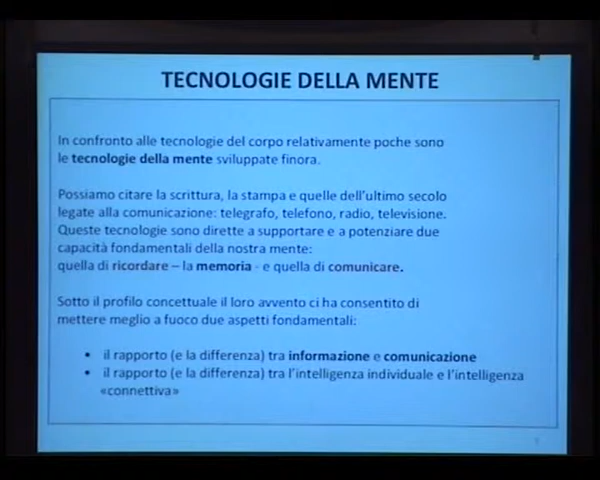 TECNOLOGIE DELLA MENTE
In confronto alle tecnologie del corpo relativamente poche sono
le tecnologie della mente sviluppate finora.
Possiamo citare la scrittura, la stampa e quelle dell'ultimo secolo
legate alla comunicazione: telegrafo, telefono, radio, televisione.
Queste tecnologie sono dirette a supportare e a potenziare due
capacità fondamentali della nostra mente:
quella di ricordare – la memoria - e quella di comunicare.
Sotto il profilo concettuale il loro avvento ci ha consentito di
mettere meglio a fuoco due aspetti fondamentali:
• il rapporto (e la differenza) tra informazione e comunicazione
• il rapporto (e la differenza) tra l'intelligenza individuale e l'intelligenza
«connettiva»